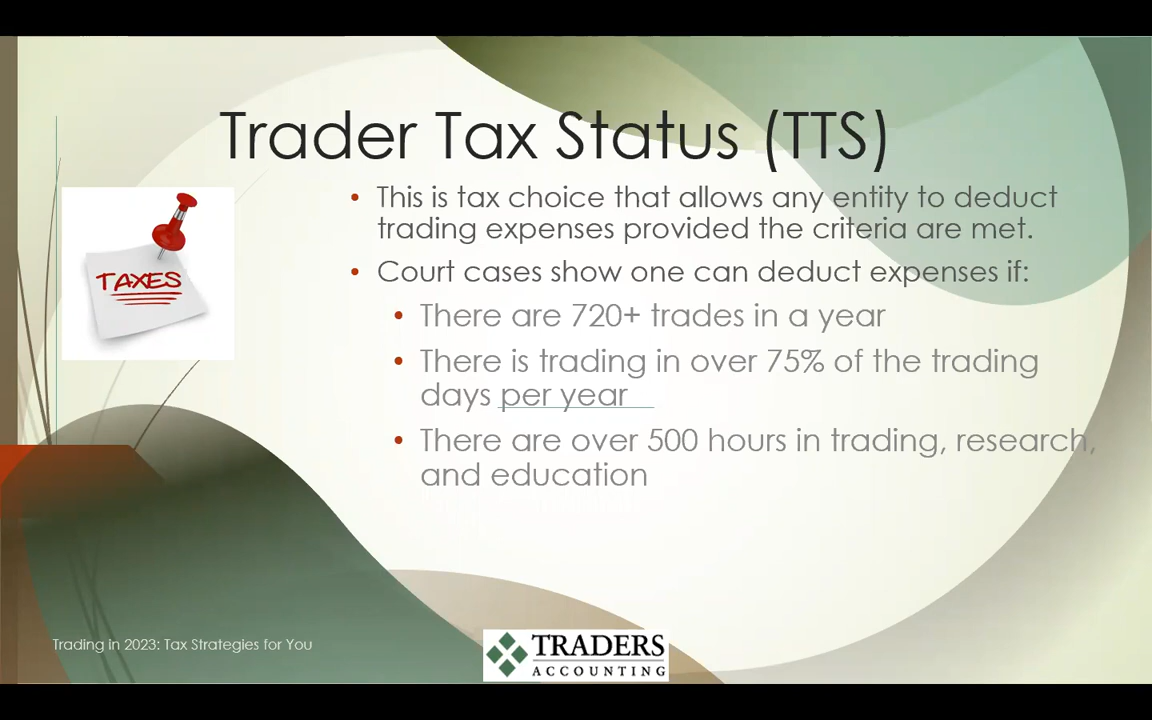 Trader Tax Status (TTS)
TAXES
This is tax choice that allows any entity to deduct
trading expenses provided the criteria are met.
Court cases show one can deduct expenses if:
There are 720+ trades in a year
There is trading in over 75% of the trading
days per year
There are over 500 hours in trading, research,
and education
Trading in 2023: Tax Strategies for You
TRADERS
ACCOUNTING